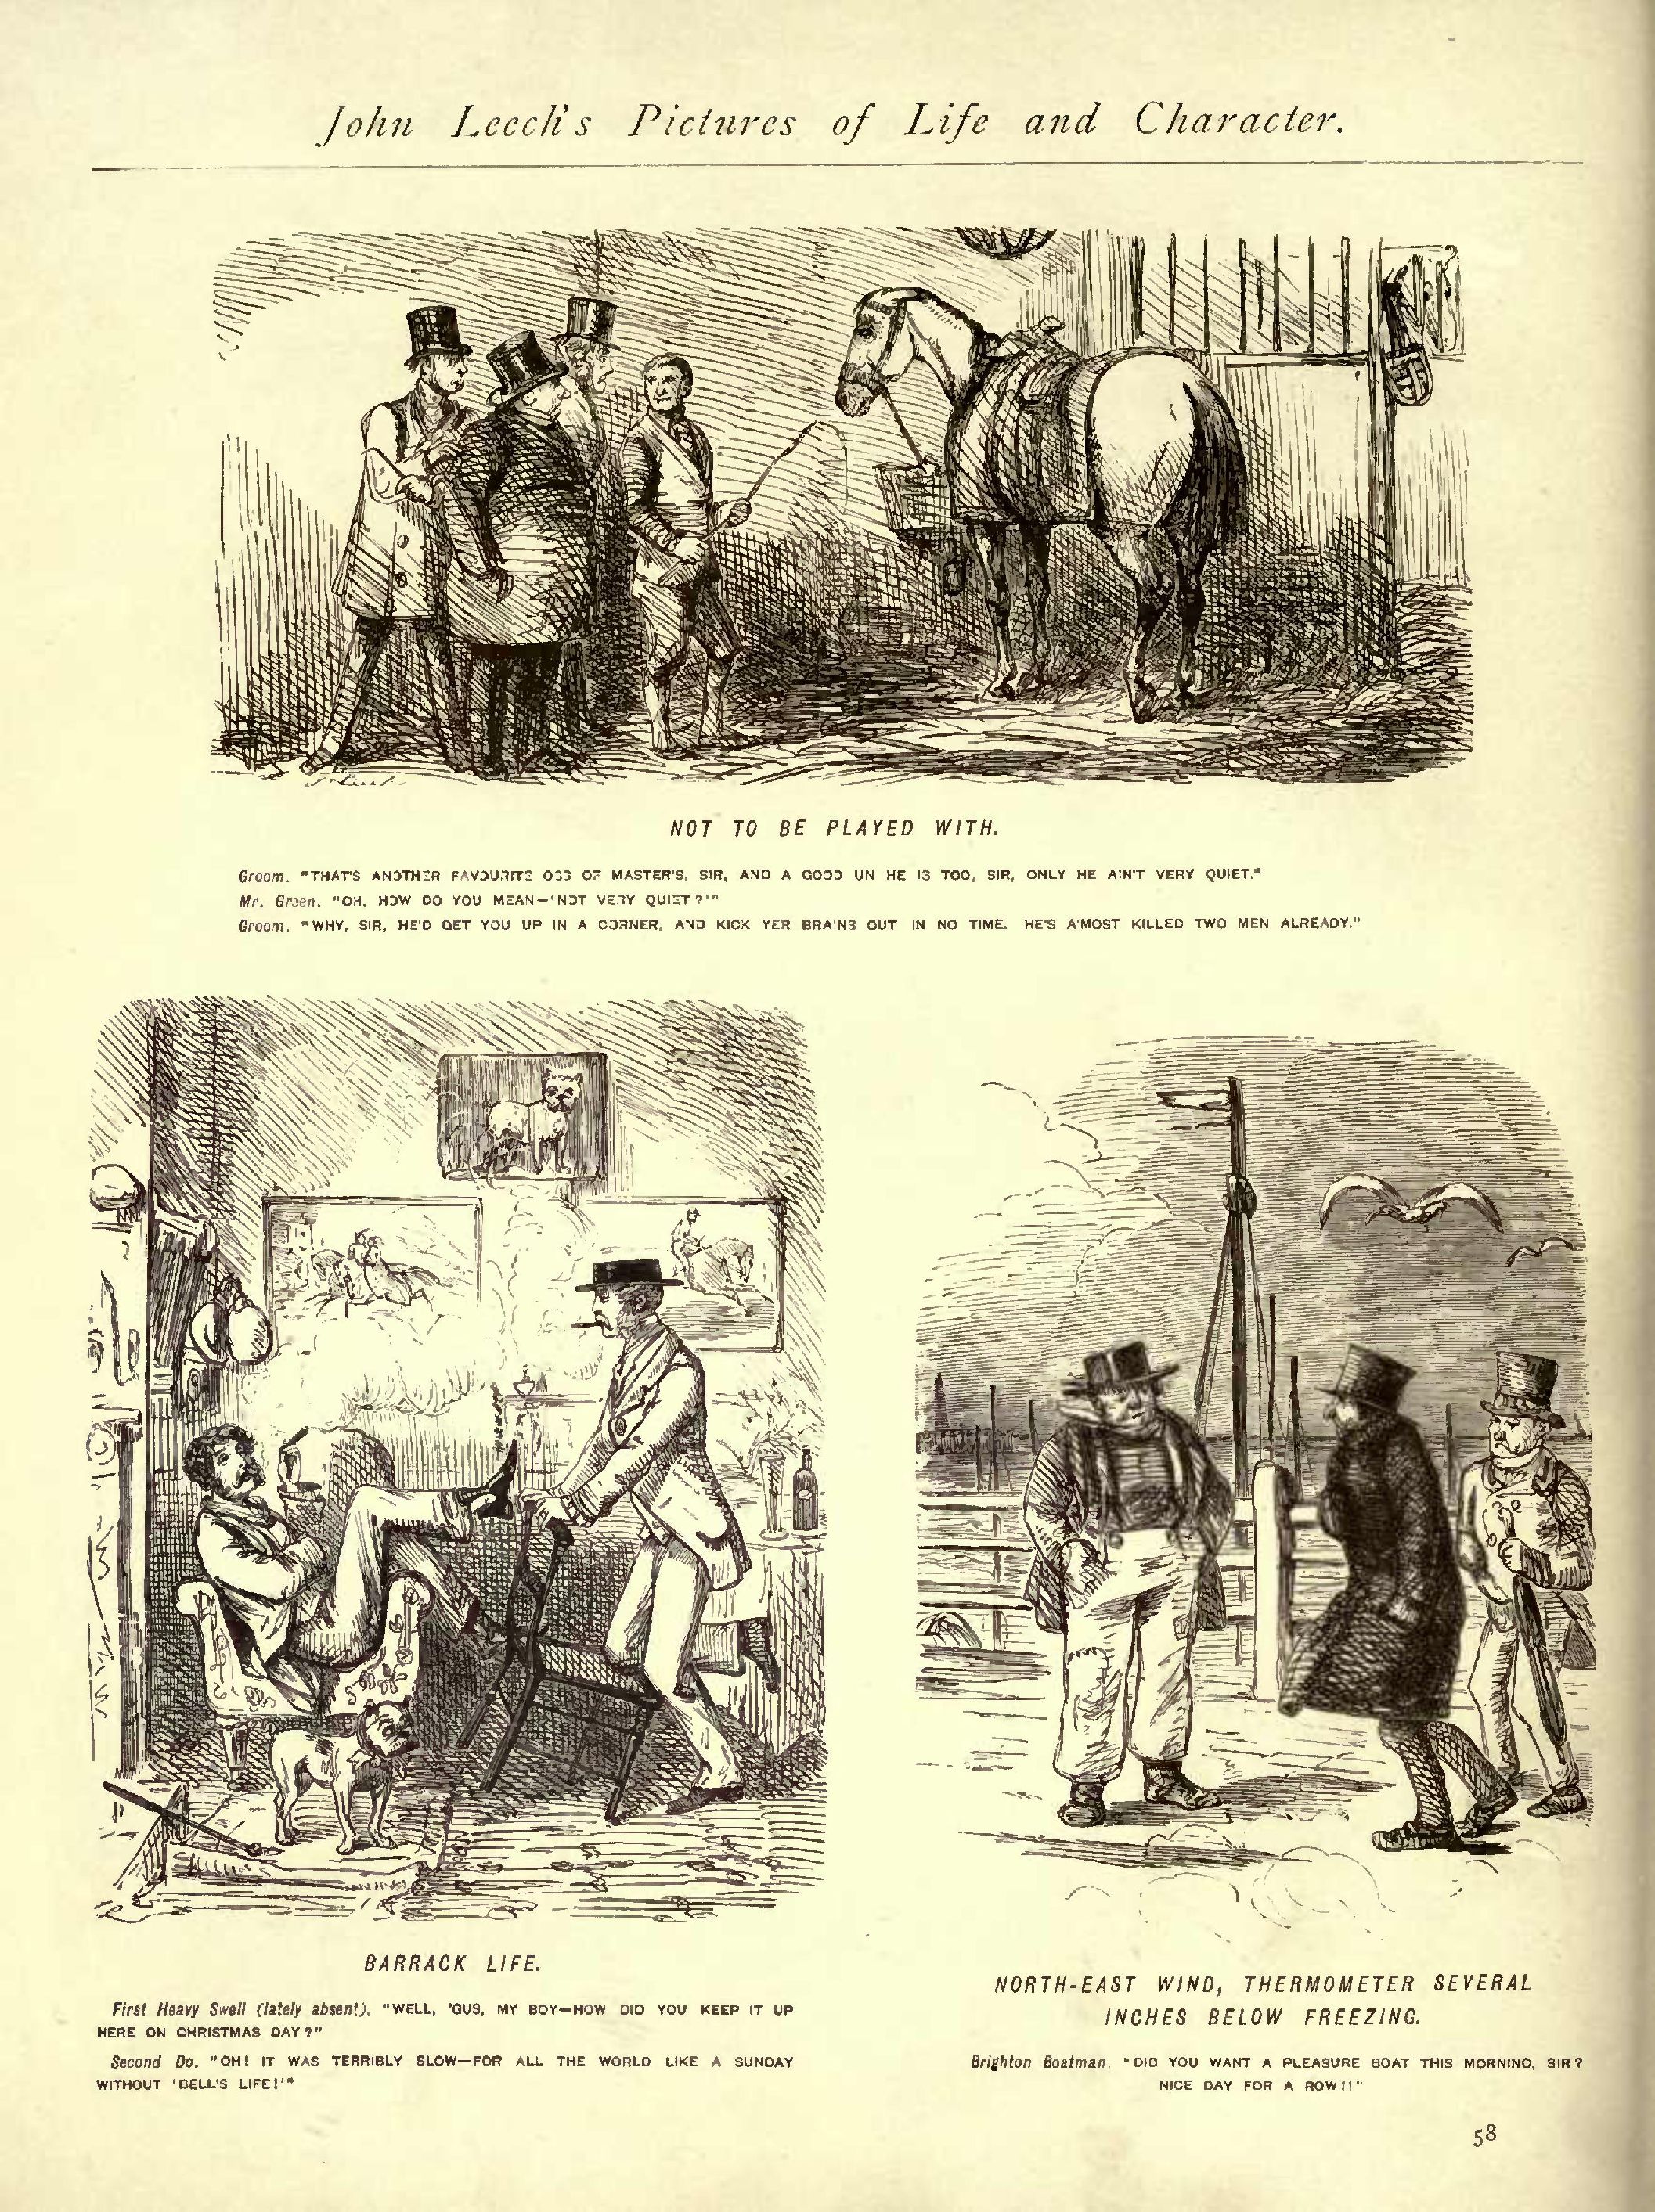 John Leech's Pictures of Life and Character.
NOT TO BE PLAYED WITH.
Groom. "THAT'S ANOTHER FAVOURITE OSS OF MASTER'S, SIR, AND A GOOD UN HE IS TOO, SIR, ONLY HE AIN'T VERY QUIET."
Mr. Green. "OH, HOW DO YOU MEAN—'NOT VERY QUIET?'"
Groom. "WHY, SIR, HE'D GET YOU UP IN A CORNER, AND KICK YER BRAINS OUT IN NO TIME. HE'S A'MOST KILLED TWO MEN ALREADY."
BARRACK LIFE.
First Heavy Swell (lately absent). "WELL, 'GUS, MY BOY—HOW DID YOU KEEP IT UP
HERE ON CHRISTMAS DAY?"
Second Do. "OH! IT WAS TERRIBLY SLOW—FOR ALL THE WORLD LIKE A SUNDAY
WITHOUT 'BELL'S LIFE!'"
NORTH-EAST WIND, THERMOMETER SEVERAL
INCHES BELOW FREEZING.
Brighton Boatman. "DID YOU WANT A PLEASURE BOAT THIS MORNING, SIR?
NICE DAY FOR A ROW!!"
58